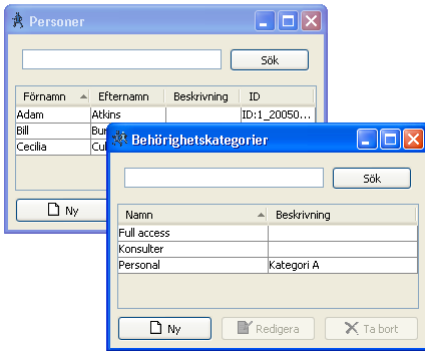 Personer
Sök
Förnamn Efternamn Beskrivning ID
Adam Atkins ID:1_20050...
Bill
Cecilia
Ny
Behörighetskategorier
Sök
Namn Beskrivning
Full access
Konsulter
Personal Kategori A
Ny Redigera Ta bort